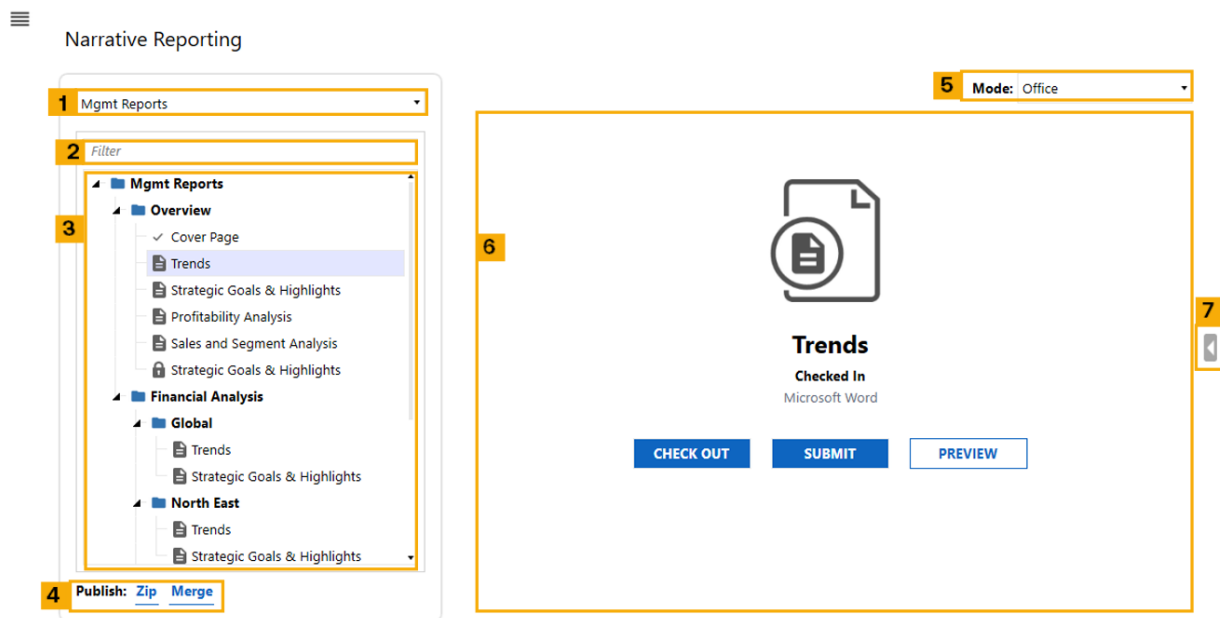 Narrative Reporting
1 Mgmt Reports
2 Filter
3
Mgmt Reports
Overview
Cover Page
Trends
Strategic Goals & Highlights
Profitability Analysis
Sales and Segment Analysis
Strategic Goals & Highlights
Financial Analysis
Global
Trends
Strategic Goals & Highlights
North East
Trends
Strategic Goals & Highlights
4 Publish: Zip Merge
5 Mode: Office
6
Trends
Checked In
Microsoft Word
CHECK OUT SUBMIT PREVIEW
7